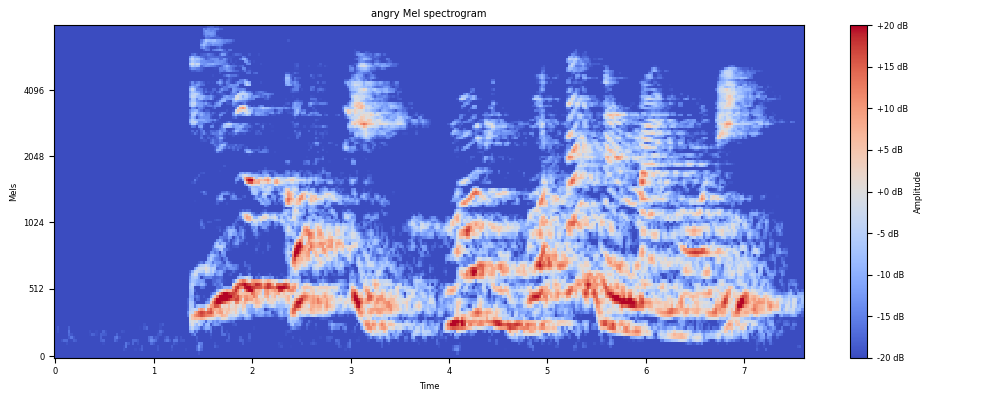 angry Mel spectrogram
+20 dB
+15 dB
4096
+10 dB
+5 dB
2048
Mels
+0 dB
Amplitude
1024
-5 dB
-10 dB
512
-15 dB
0
-20 dB
0 1 2 3 4 5 6 7
Time